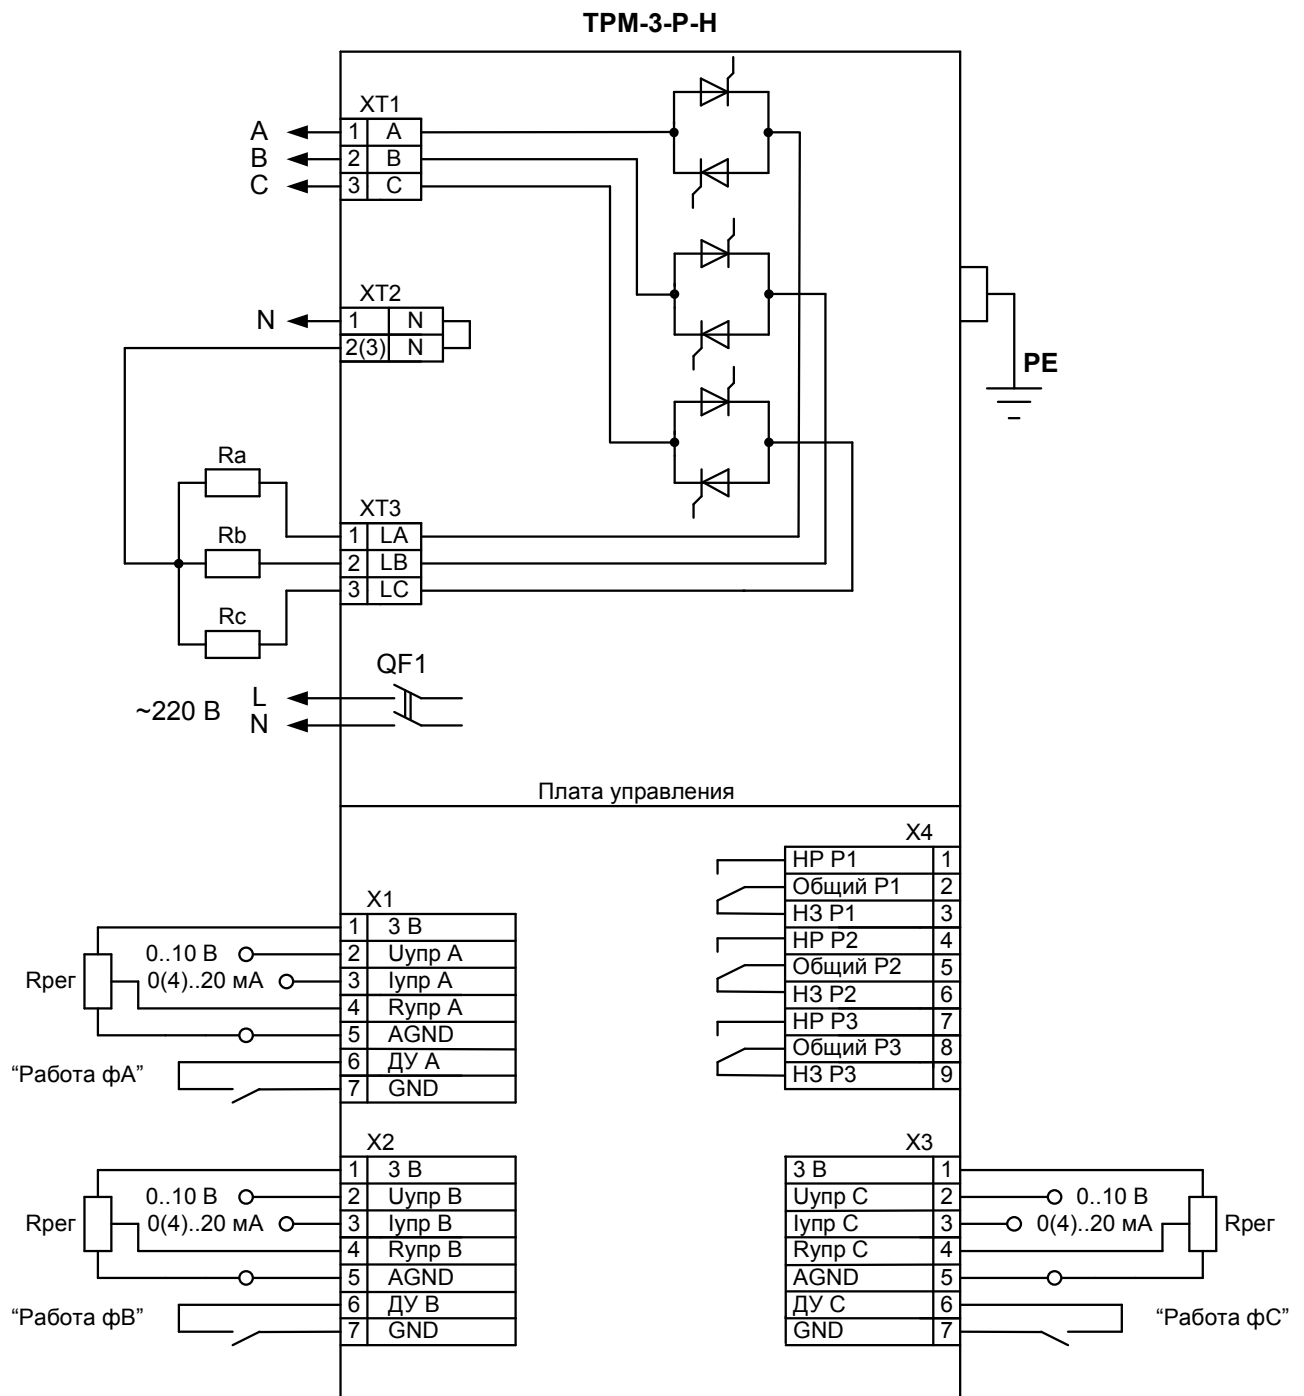 ТРМ-3-Р-Н
XT1
A 1 A
B 2 B
C 3 C
XT2
N 1 N
2(3) N
PE
Ra
XT3
1 LA
Rb
2 LB
3 LC
Rc
QF1
~220 В
L
N
Плата управления
X4
НР Р1 1
Общий Р1 2
НЗ Р1 3
НР Р2 4
Общий Р2 5
НЗ Р2 6
НР Р3 7
Общий Р3 8
НЗ Р3 9
X1
1 3 В
0..10 В 2 Uупр А
Rрег 0(4)..20 мА 3 Iупр А
4 Rупр А
5 AGND
“Работа фА” 6 ДУ А
7 GND
X2
1 3 В
0..10 В 2 Uупр В
Rрег 0(4)..20 мА 3 Iупр В
4 Rупр В
5 AGND
“Работа фВ” 6 ДУ В
7 GND
X3
3 В 1
Uупр С 2 0..10 В
Iупр С 3 0(4)..20 мА Rрег
Rупр С 4
AGND 5
ДУ С 6 “Работа фС”
GND 7